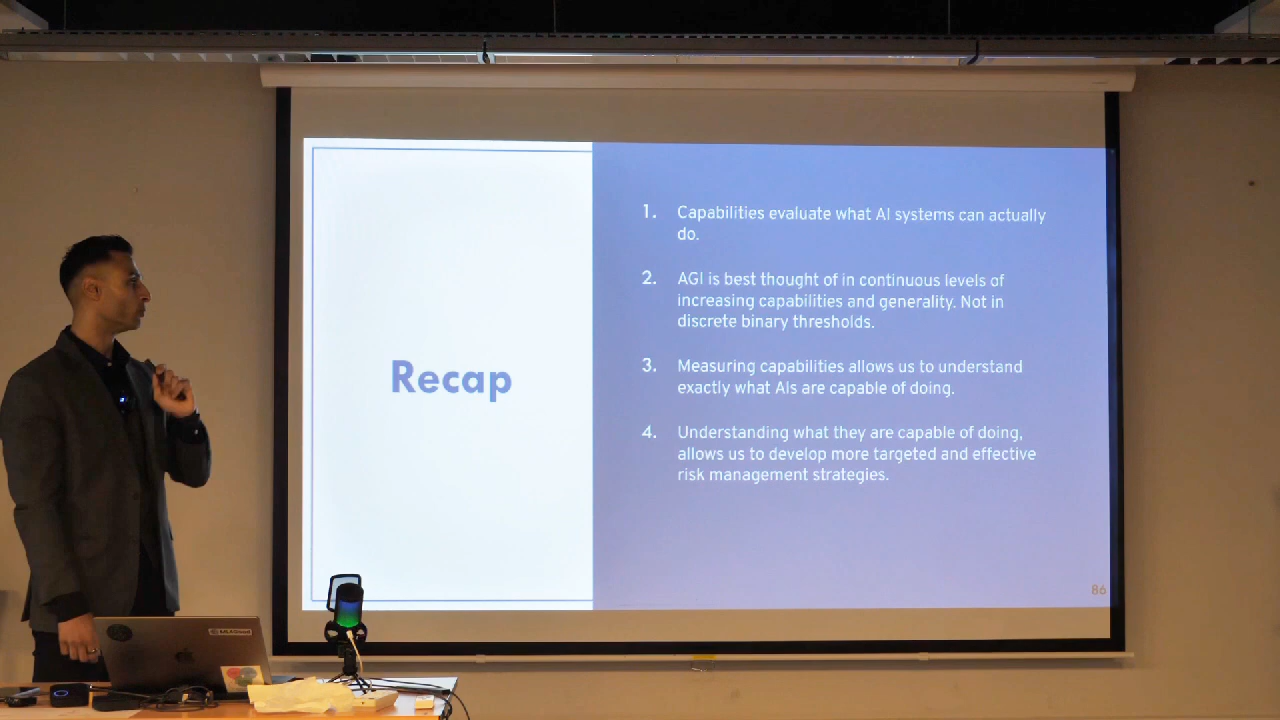 Recap
1. Capabilities evaluate what AI systems can actually
do.
2. AGI is best thought of in continuous levels of
increasing capabilities and generality. Not in
discrete binary thresholds.
3. Measuring capabilities allows us to understand
exactly what AIs are capable of doing.
4. Understanding what they are capable of doing,
allows us to develop more targeted and effective
risk management strategies.
86